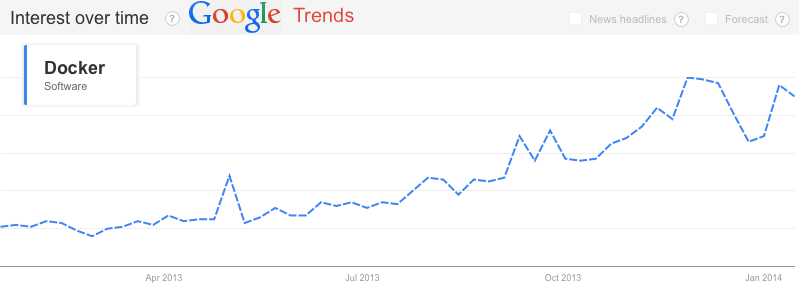 Interest over time ? Google Trends News headlines ? Forecast ?
Docker
Software
Apr 2013 Jul 2013 Oct 2013 Jan 2014